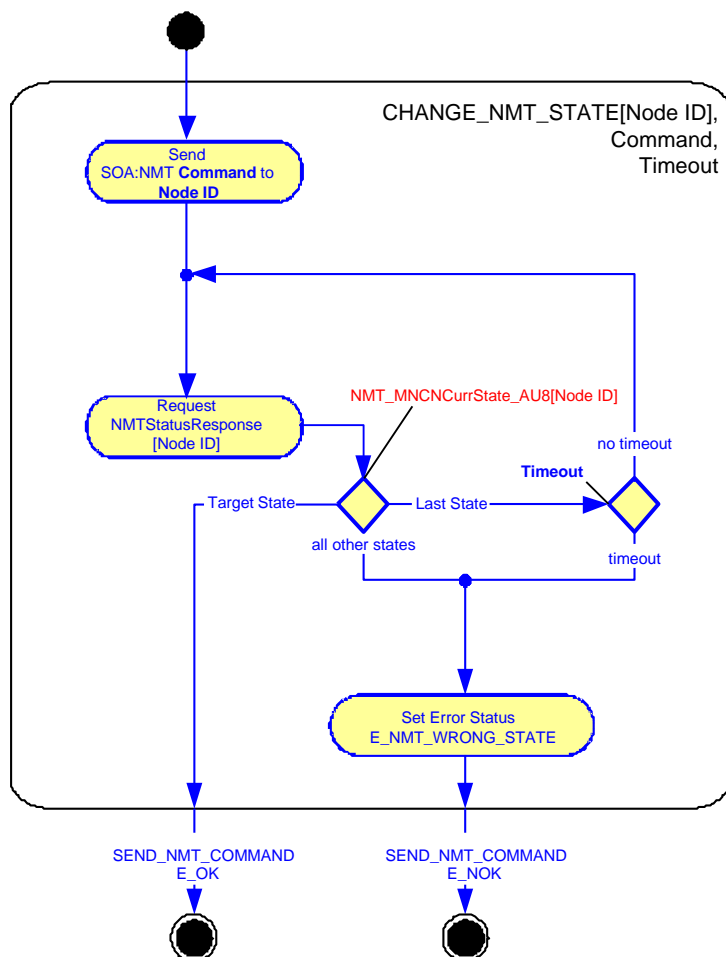 CHANGE_NMT_STATE[Node ID],
Command,
Timeout
Send
SOA:NMT Command to
Node ID
Request
NMTStatusResponse
[Node ID]
NMT_MNCNCurrState_AU8[Node ID]
no timeout
Timeout
Target State
Last State
all other states
timeout
Set Error Status
E_NMT_WRONG_STATE
SEND_NMT_COMMAND
E_OK
SEND_NMT_COMMAND
E_NOK